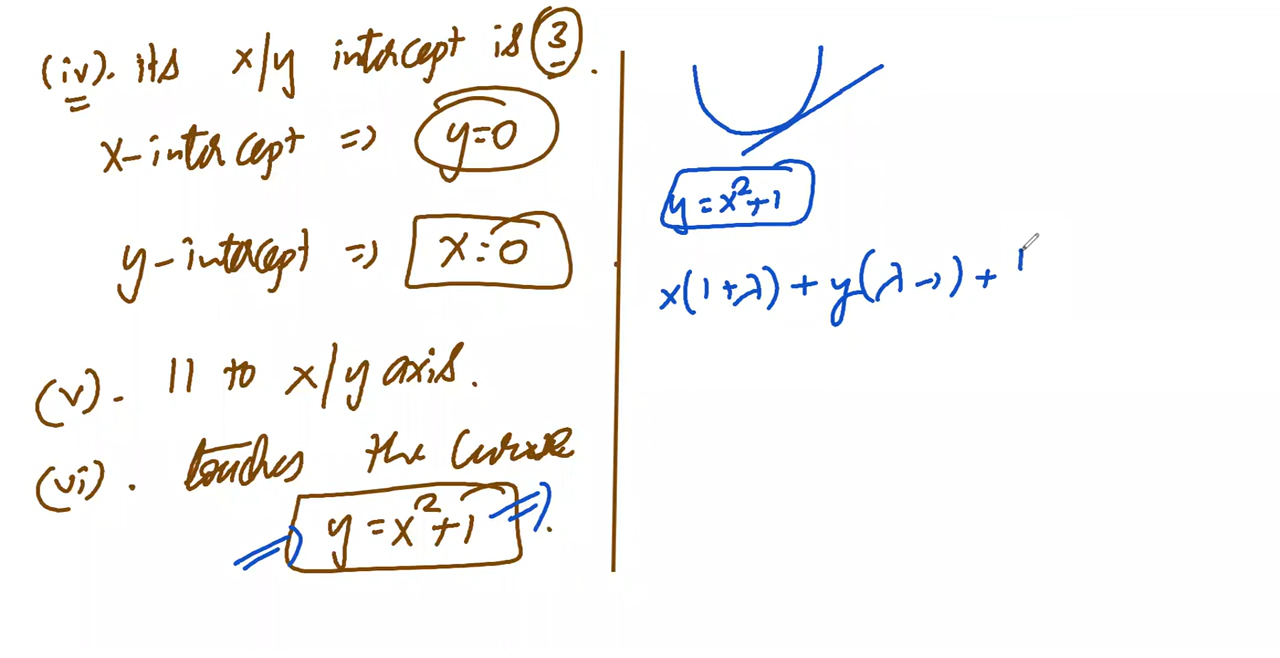 (iv). its x/y intercept is 3.
x-intercept => y=0
y-intercept => x=0
(v). || to x/y axis.
(vi). touches the curve
y = x²+1.
y = x²+1
x(1+λ) + y(λ-1) + 1